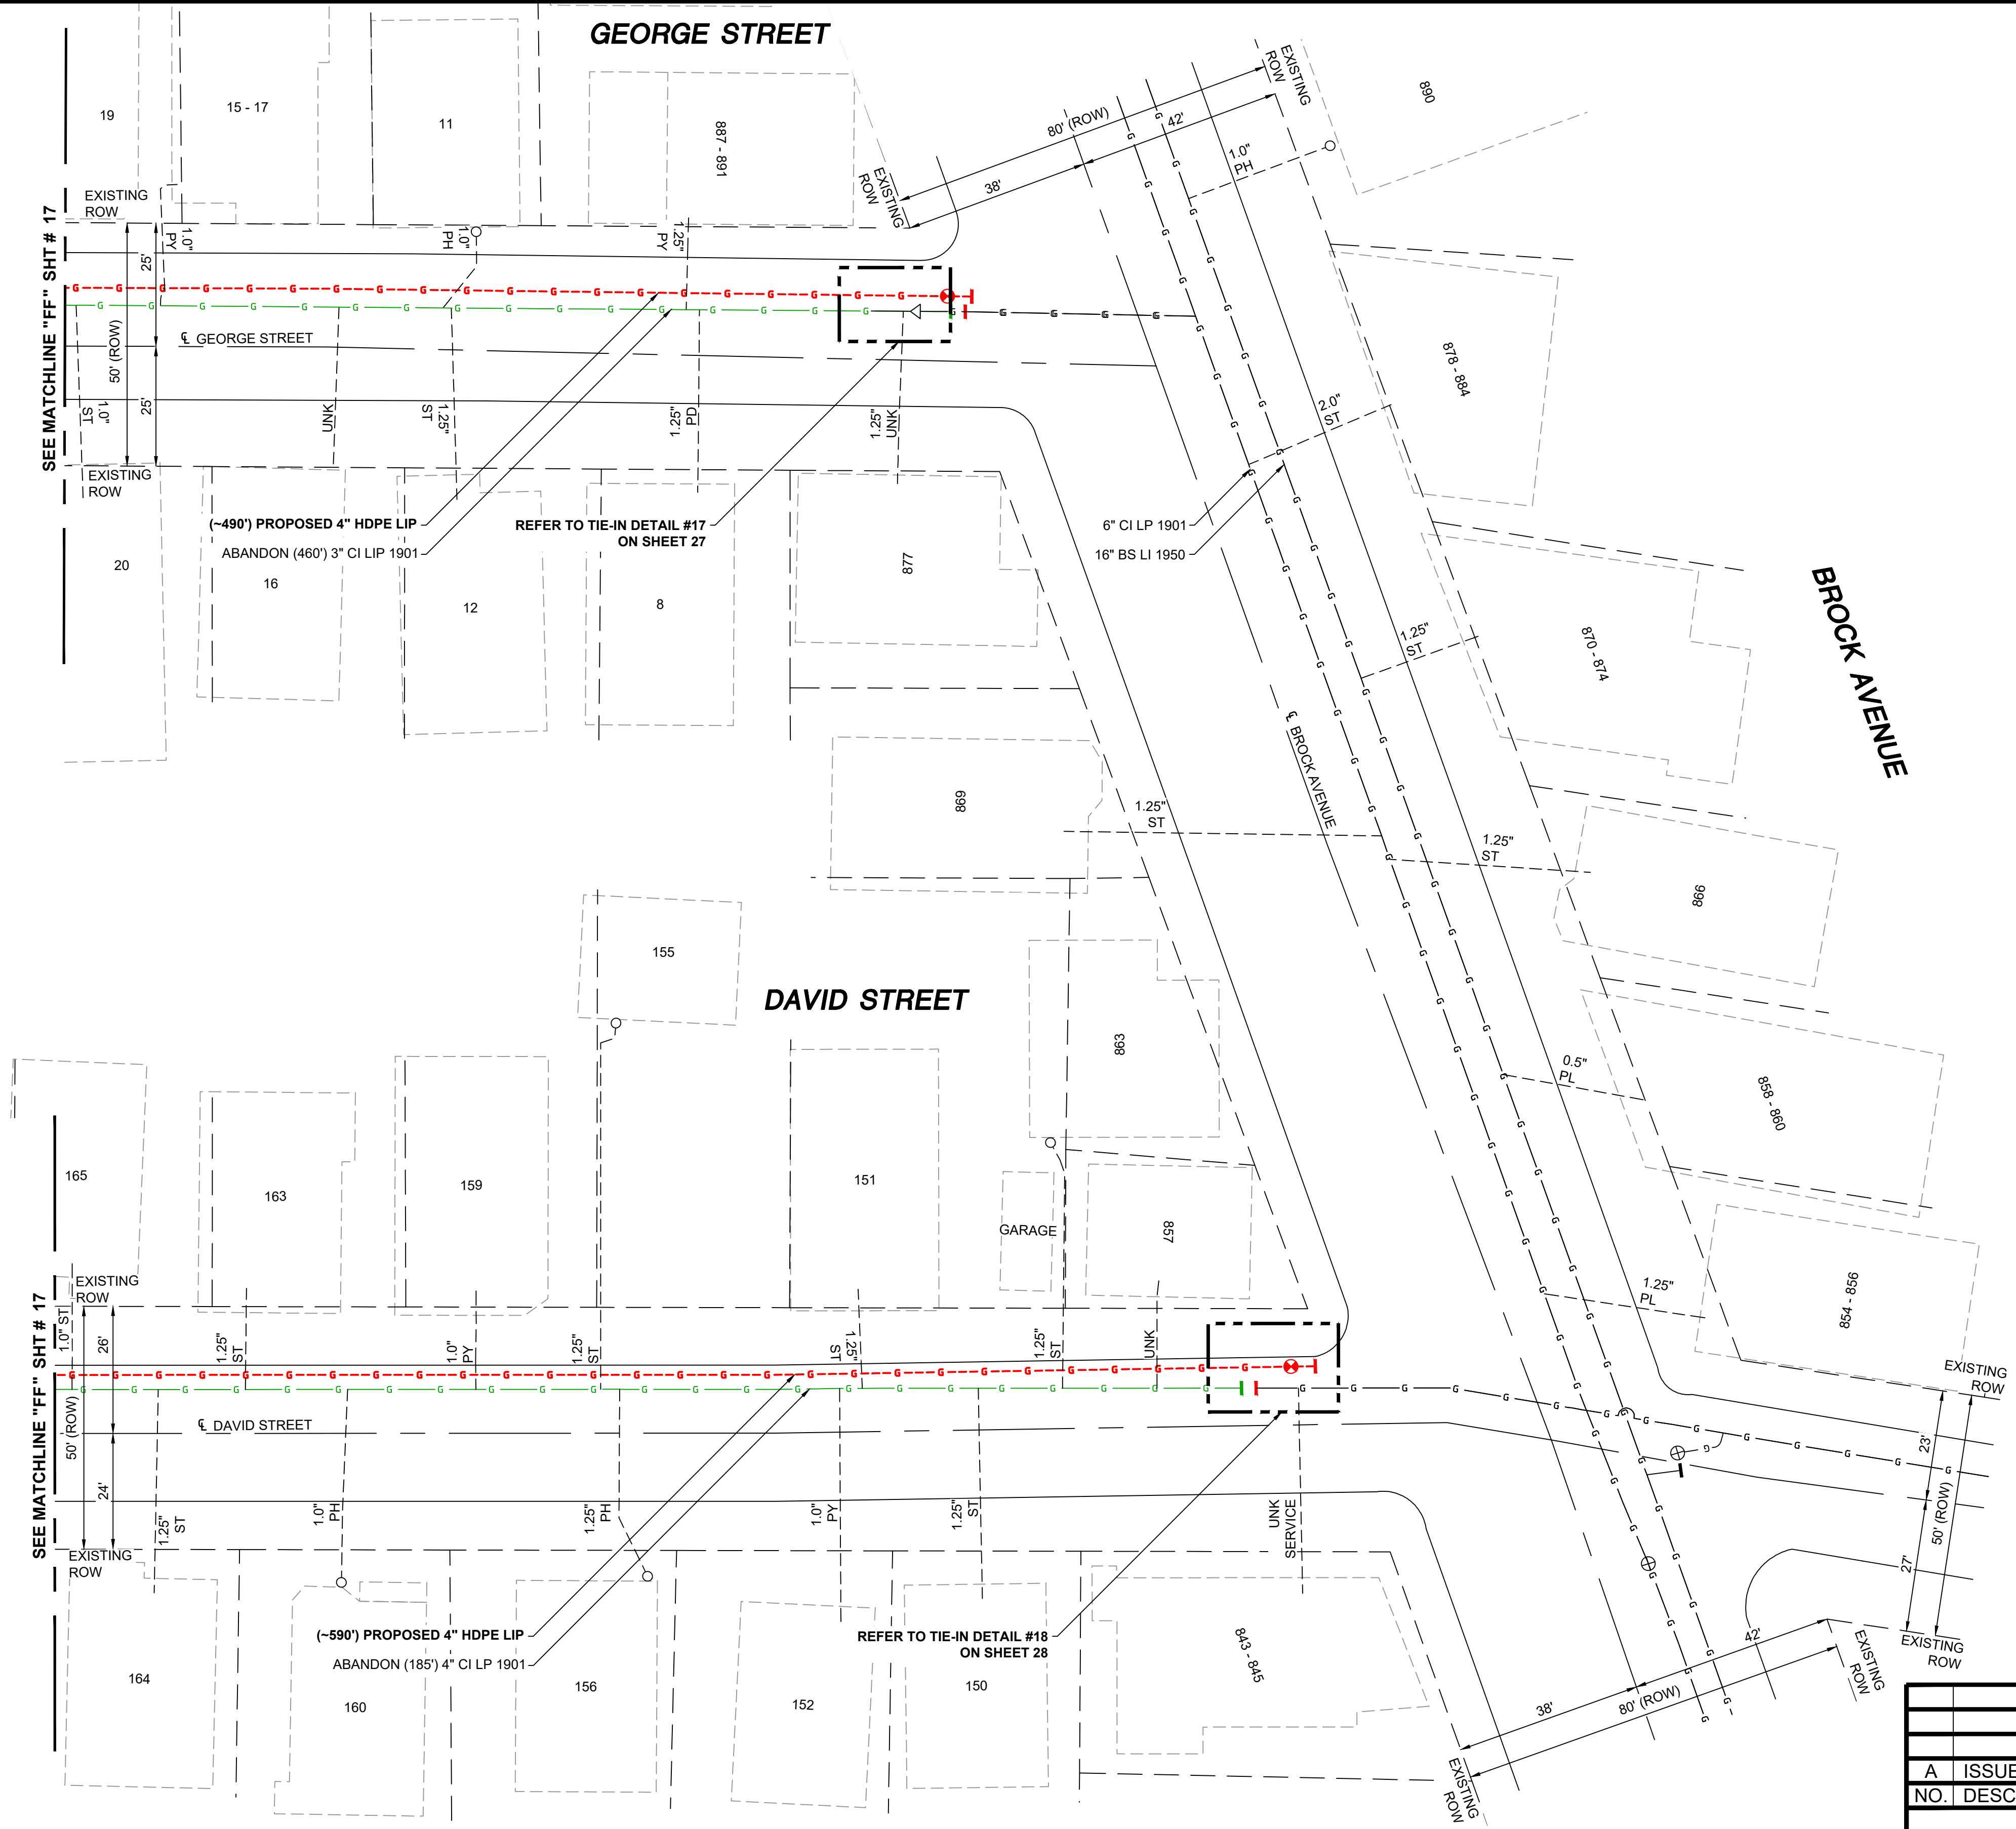 GEORGE STREET
19
15 - 17
11
887 - 891
890
EXISTING
ROW
80' (ROW)
42'
38'
EXISTING
ROW
1.0"
PH
EXISTING
ROW
SEE MATCHLINE "FF" SHT # 17
1.0"
PY
1.0"
PH
1.25"
PY
25'
50' (ROW)
25'
℄ GEORGE STREET
1.0"
ST
UNK
1.25"
ST
1.25"
PD
1.25"
UNK
EXISTING
ROW
878 - 884
2.0"
ST
(~490') PROPOSED 4" HDPE LIP
ABANDON (460') 3" CI LIP 1901
REFER TO TIE-IN DETAIL #17
ON SHEET 27
6" CI LP 1901
16" BS LI 1950
20
16
12
8
877
BROCK AVENUE
870 - 874
1.25"
ST
℄ BROCK AVENUE
869
1.25"
ST
1.25"
ST
866
155
DAVID STREET
863
0.5"
PL
858 - 860
165
163
159
151
GARAGE
857
1.25"
PL
854 - 856
EXISTING
ROW
SEE MATCHLINE "FF" SHT # 17
1.0" ST
26'
50' (ROW)
24'
1.25"
ST
1.0"
PY
1.25"
ST
1.25"
ST
1.25"
ST
UNK
℄ DAVID STREET
EXISTING
ROW
23'
50' (ROW)
27'
1.25"
ST
1.0"
PH
1.25"
PH
1.0"
PY
1.25"
ST
UNK
SERVICE
EXISTING
ROW
(~590') PROPOSED 4" HDPE LIP
ABANDON (185') 4" CI LP 1901
REFER TO TIE-IN DETAIL #18
ON SHEET 28
164
160
156
152
150
843 - 845
42'
38'
80' (ROW)
EXISTING
ROW
EXISTING
ROW
EXISTING
ROW
A ISSUE
NO. DESC